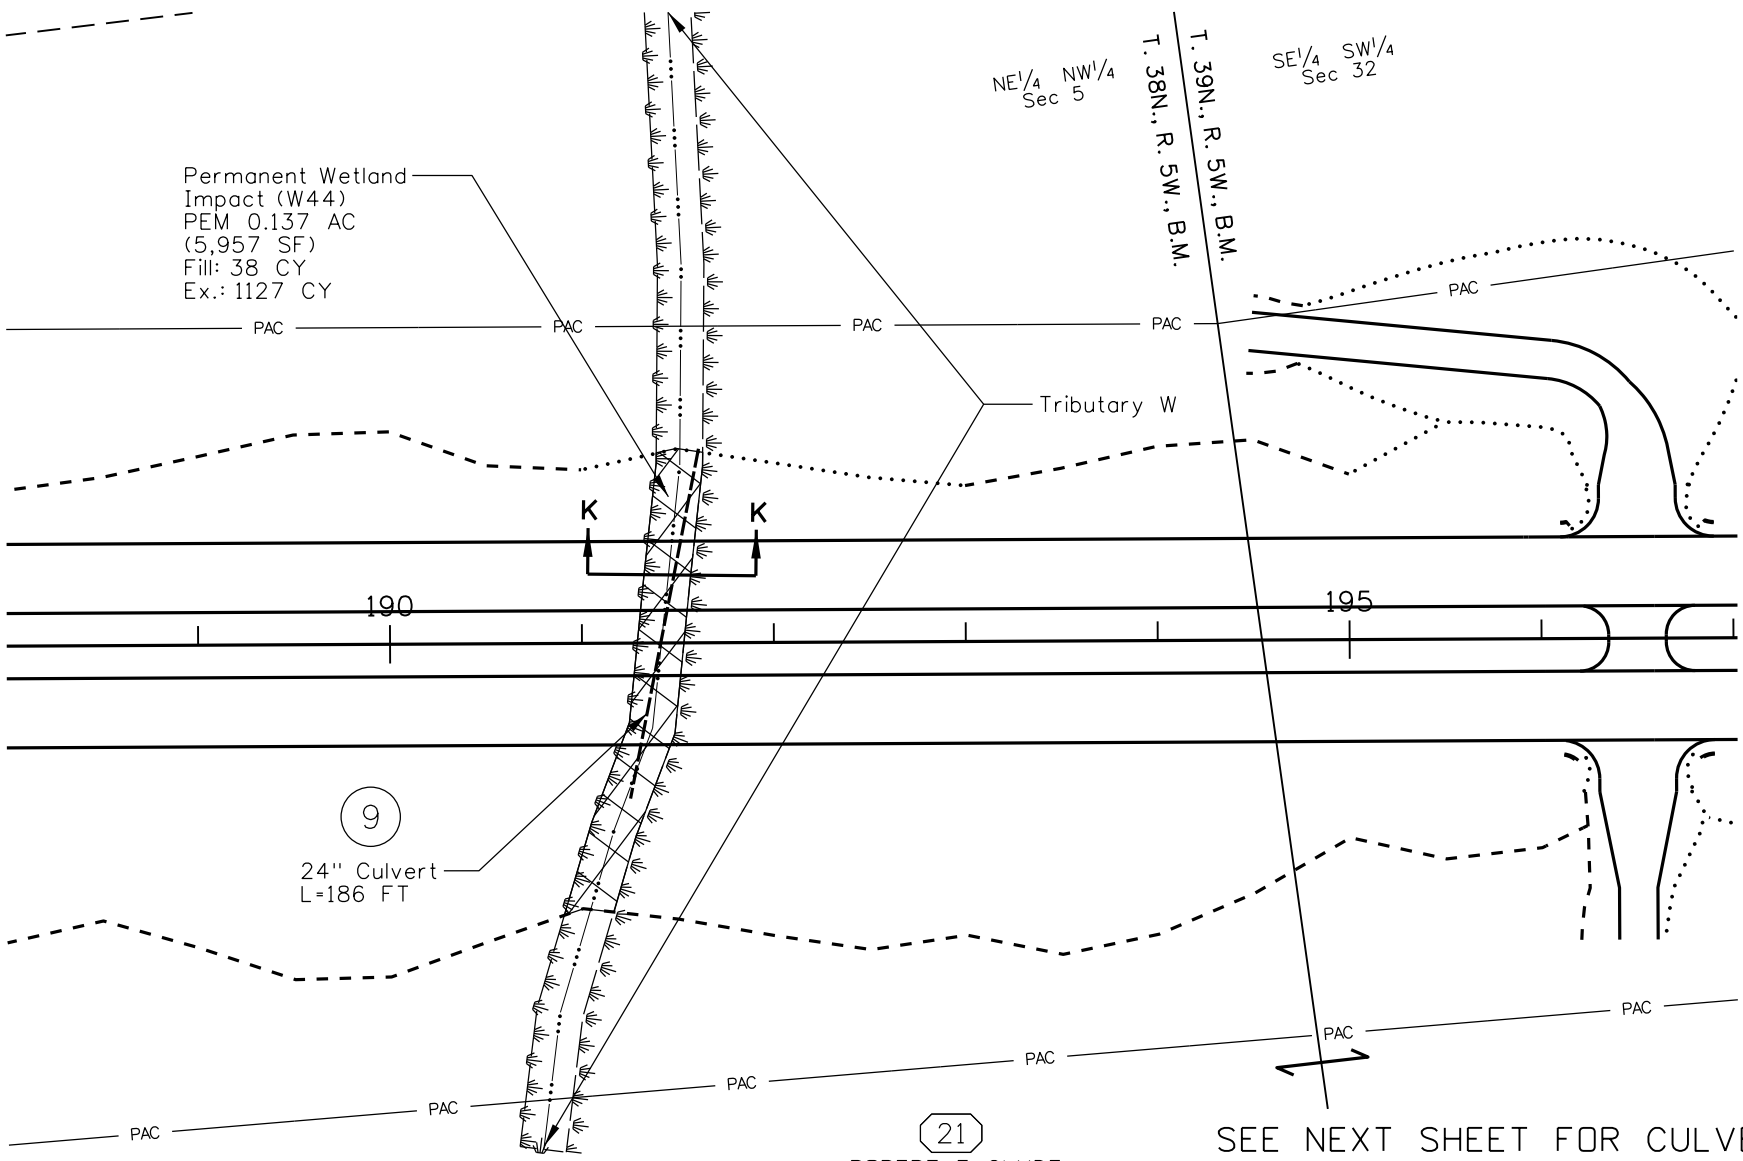 NE1/4 NW1/4
Sec 5
T. 38N., R. 5W., B.M.
T. 39N., R. 5W., B.M.
SE1/4 SW1/4
Sec 32
Permanent Wetland
Impact (W44)
PEM 0.137 AC
(5,957 SF)
Fill: 38 CY
Ex.: 1127 CY
PAC
PAC
PAC
PAC
PAC
Tributary W
K
K
190
195
9
24" Culvert
L=186 FT
PAC
PAC
PAC
PAC
PAC
PAC
21
SEE NEXT SHEET FOR